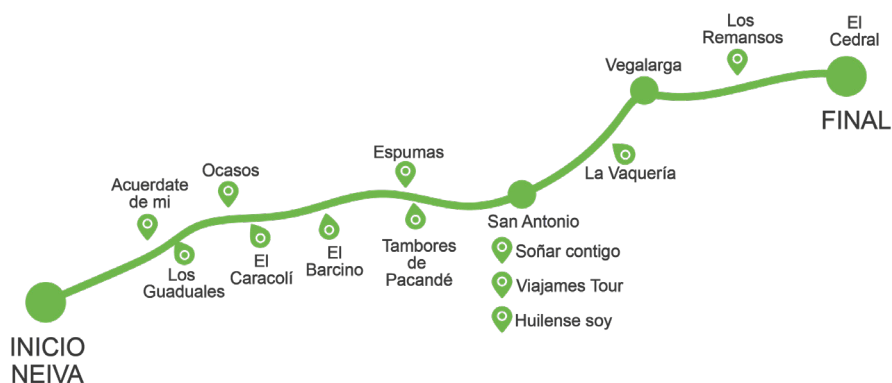 Los
Remansos
El
Cedral
Vegalarga
FINAL
Espumas
Ocasos
La Vaquería
Acuerdate
de mi
San Antonio
Los
Guaduales
El
Caracolí
El
Barcino
Tambores
de
Pacandé
Soñar contigo
Viajames Tour
Huilense soy
INICIO
NEIVA